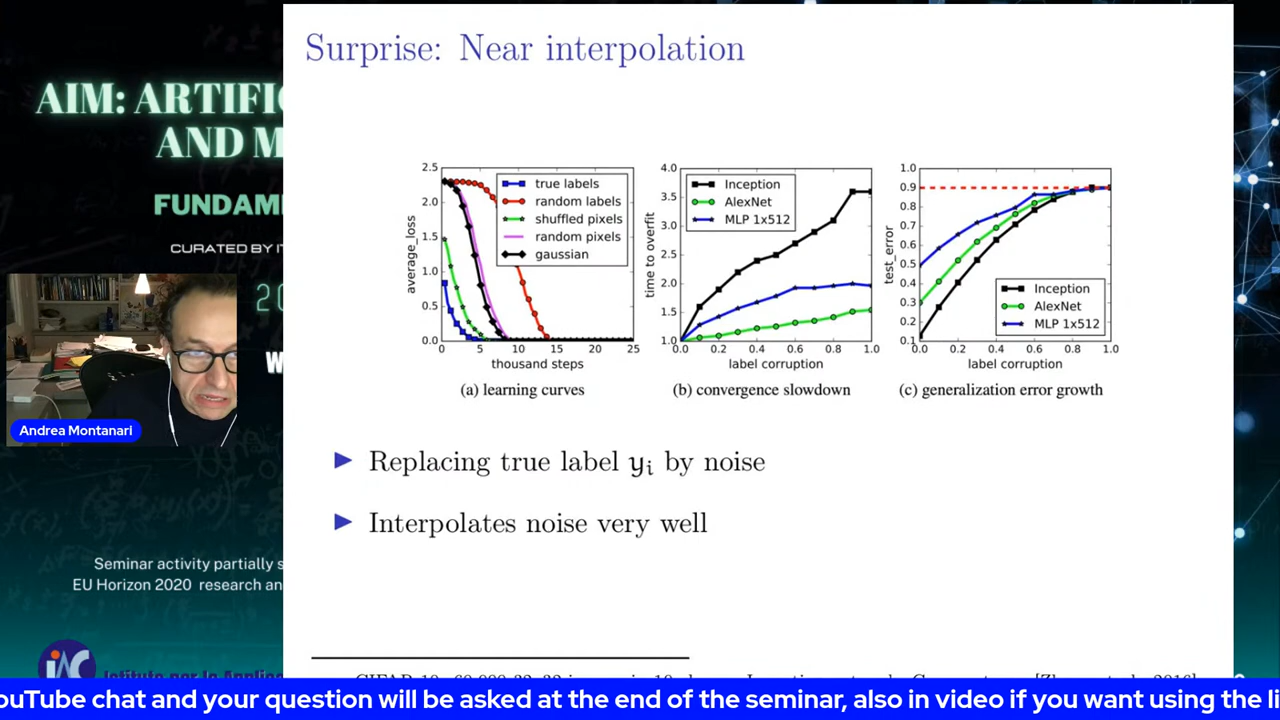 Surprise: Near interpolation
AIM: ARTIFIC
AND M
FUNDAM
CURATED BY
20
W
Andrea Montanari
Seminar activity partially s
EU Horizon 2020 research an
IAC
2.5
2.0
1.5
1.0
0.5
0.0
average_loss
true labels
random labels
shuffled pixels
random pixels
gaussian
0 5 10 15 20 25
thousand steps
(a) learning curves
4.0
3.5
3.0
2.5
2.0
1.5
1.0
time to overfit
Inception
AlexNet
MLP 1x512
0.0 0.2 0.4 0.6 0.8 1.0
label corruption
(b) convergence slowdown
1.0
0.9
0.8
0.7
0.6
0.5
0.4
0.3
0.2
0.1
test_error
Inception
AlexNet
MLP 1x512
0.0 0.2 0.4 0.6 0.8 1.0
label corruption
(c) generalization error growth
Replacing true label yᵢ by noise
Interpolates noise very well
ouTube chat and your question will be asked at the end of the seminar, also in video if you want using the li